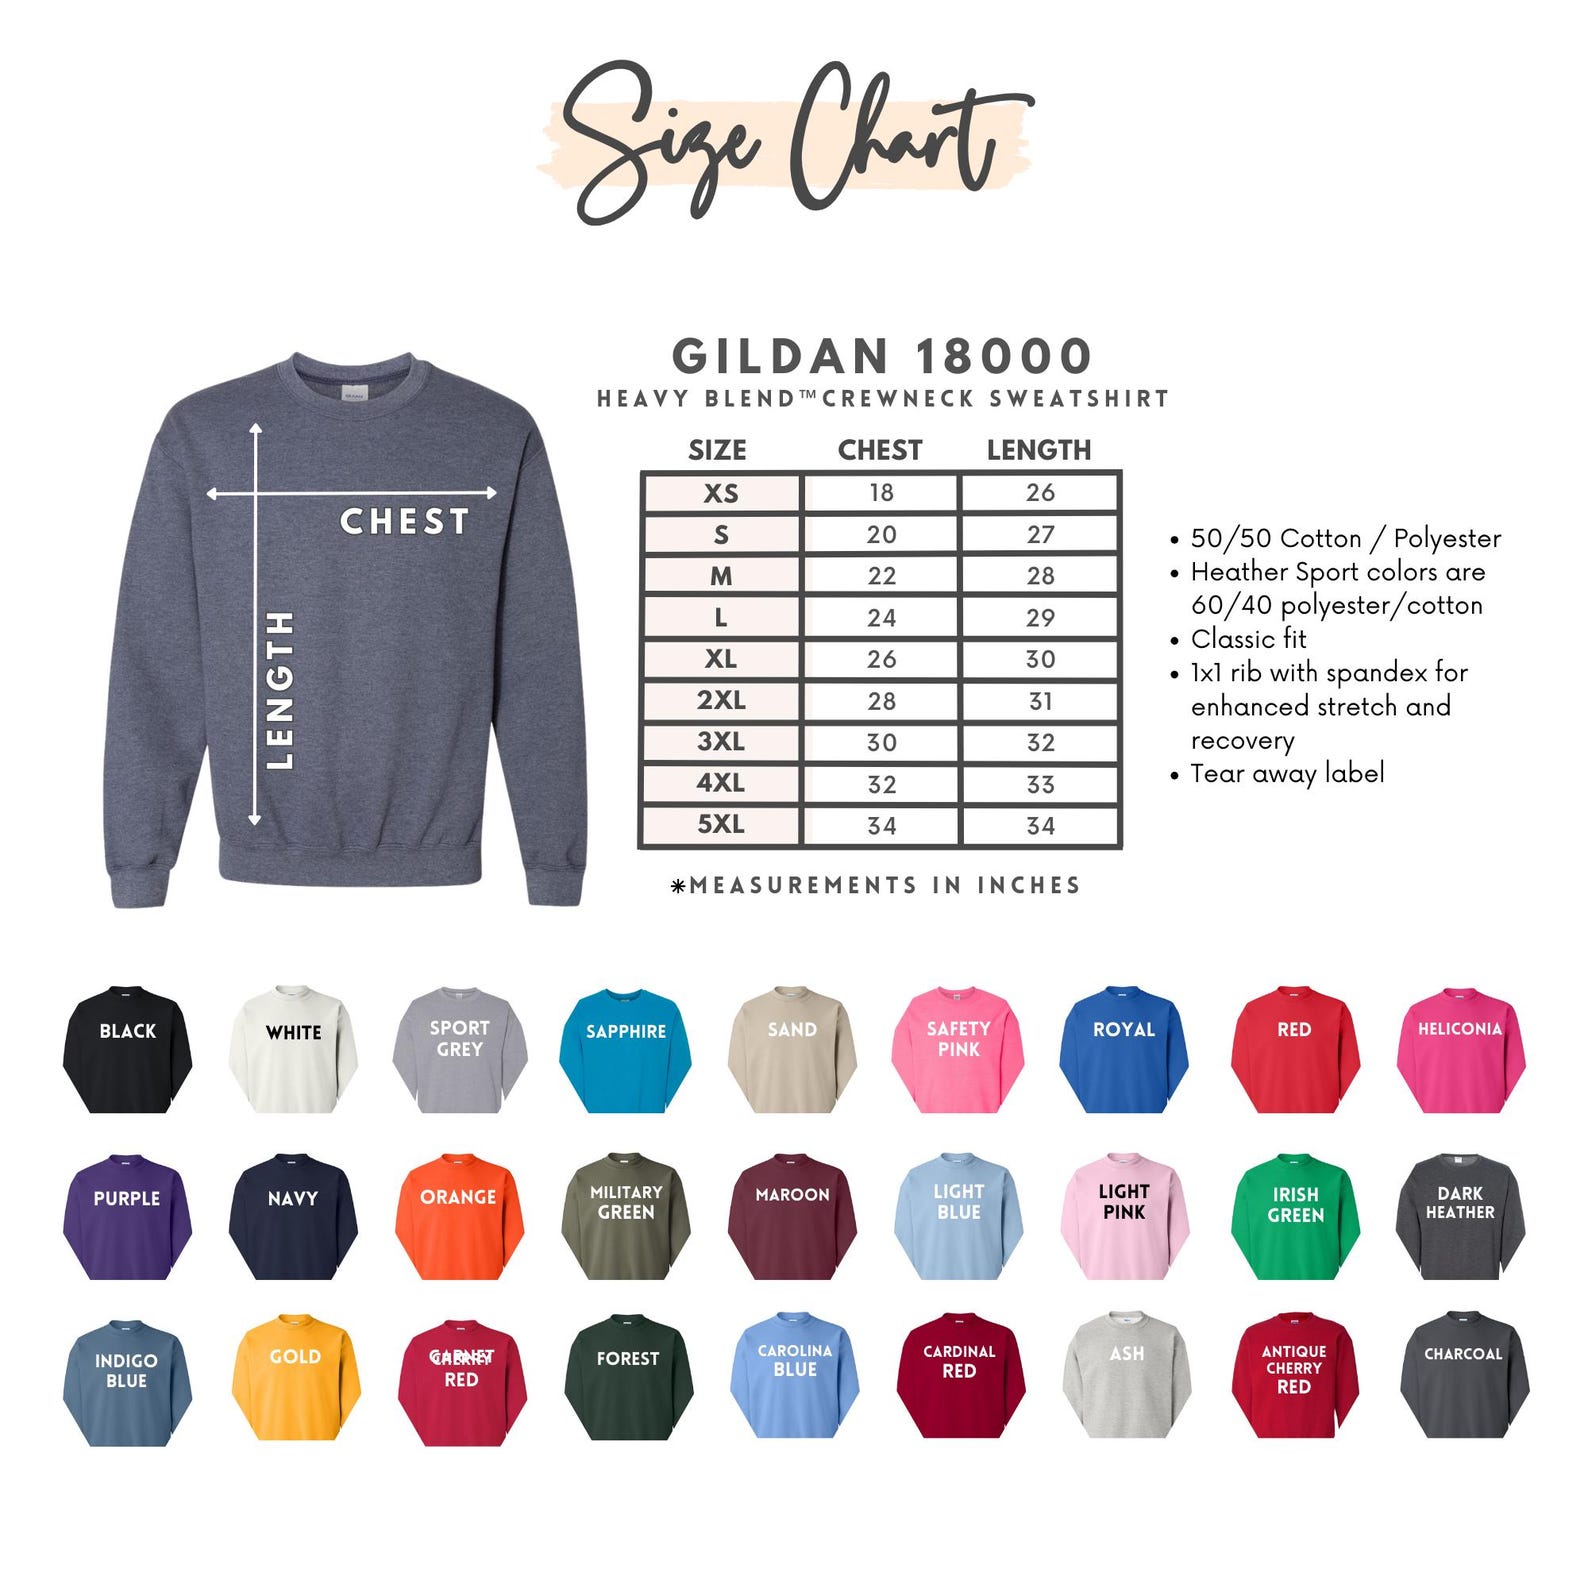 Size Chart
GILDAN 18000
HEAVY BLEND™CREWNECK SWEATSHIRT
SIZE CHEST LENGTH
XS 18 26
S 20 27
M 22 28
L 24 29
XL 26 30
2XL 28 31
3XL 30 32
4XL 32 33
5XL 34 34
*MEASUREMENTS IN INCHES
CHEST
LENGTH
• 50/50 Cotton / Polyester
• Heather Sport colors are
60/40 polyester/cotton
• Classic fit
• 1x1 rib with spandex for
enhanced stretch and
recovery
• Tear away label
BLACK
WHITE
SPORT
GREY
SAPPHIRE
SAND
SAFETY
PINK
ROYAL
RED
HELICONIA
PURPLE
NAVY
ORANGE
MILITARY
GREEN
MAROON
LIGHT
BLUE
LIGHT
PINK
IRISH
GREEN
DARK
HEATHER
INDIGO
BLUE
GOLD
RED
FOREST
CAROLINA
BLUE
CARDINAL
RED
ASH
ANTIQUE
CHERRY
RED
CHARCOAL